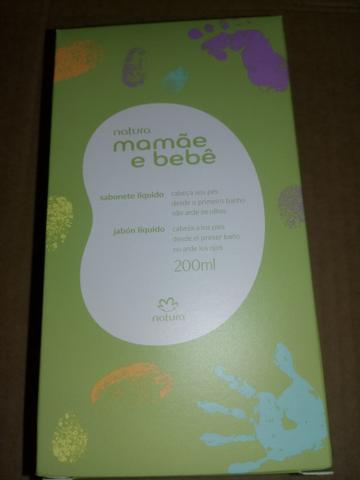 natura
mamãe
e bebê
sabonete líquido
cabeça aos pés
desde o primeiro banho
não arde os olhos
jabón líquido
cabeza a los pies
desde el primer baño
no arde los ojos
200ml
natura